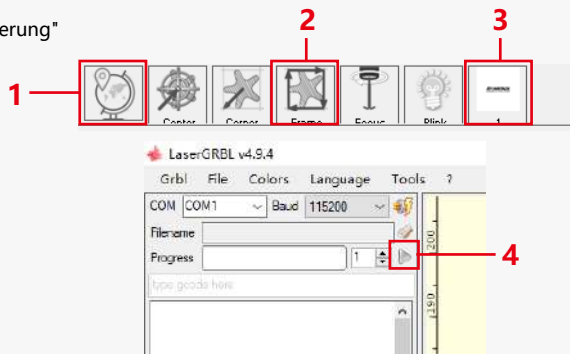 erung"
1
2
3
Center
Corner
Frame
Focus
Blink
1
LaserGRBL v4.9.4
Grbl File Colors Language Tools ?
COM COM1 Baud 115200
Filename
Progress 1
type gcode here
4
200
190